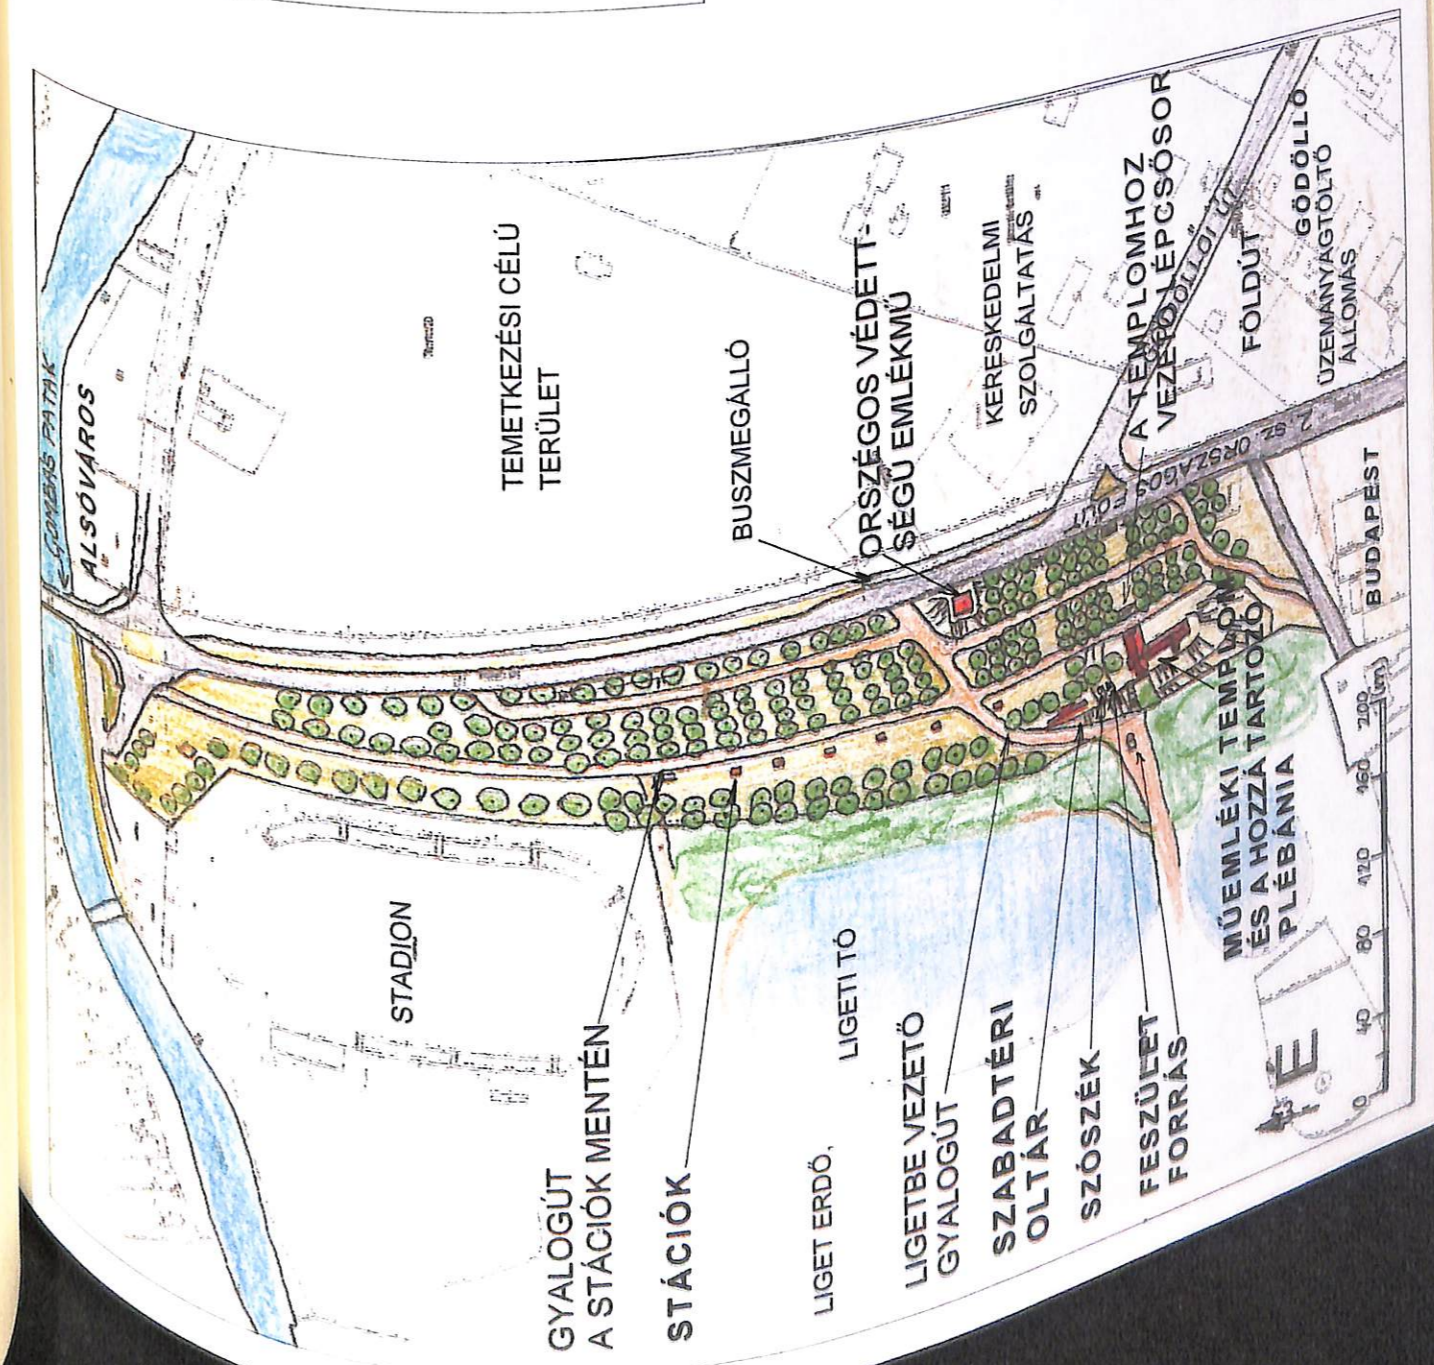 GOMBÁS PATAK
ALSÓVÁROS
TEMETKEZÉSI CÉLÚ
TERÜLET
BUSZMEGÁLLÓ
ORSZÉGOS VÉDETT-
SÉGŰ EMLÉKMŰ
KERESKEDELMI
SZOLGÁLTATÁS
A TEMPLOMHOZ
VEZETŐ LÉPCSŐSOR
GÖDÖLLŐI ÚT
FÖLDÚT
GÖDÖLLŐ
ÜZEMANYAGTÖLTŐ
ÁLLOMÁS
2. SZ. ORSZÁGOS FŐÚT
BUDAPEST
STADION
GYALOGÚT
A STÁCIÓK MENTÉN
STÁCIÓK
LIGET ERDŐ,
LIGETI TÓ
LIGETBE VEZETŐ
GYALOGÚT
SZABADTÉRI
OLTÁR
SZÓSZÉK
FESZÜLET
FORRÁS
MŰEMLÉKI TEMPLOM
ÉS A HOZZÁ TARTOZÓ
PLÉBÁNIA
É
0 40 80 120 160 200 (m)